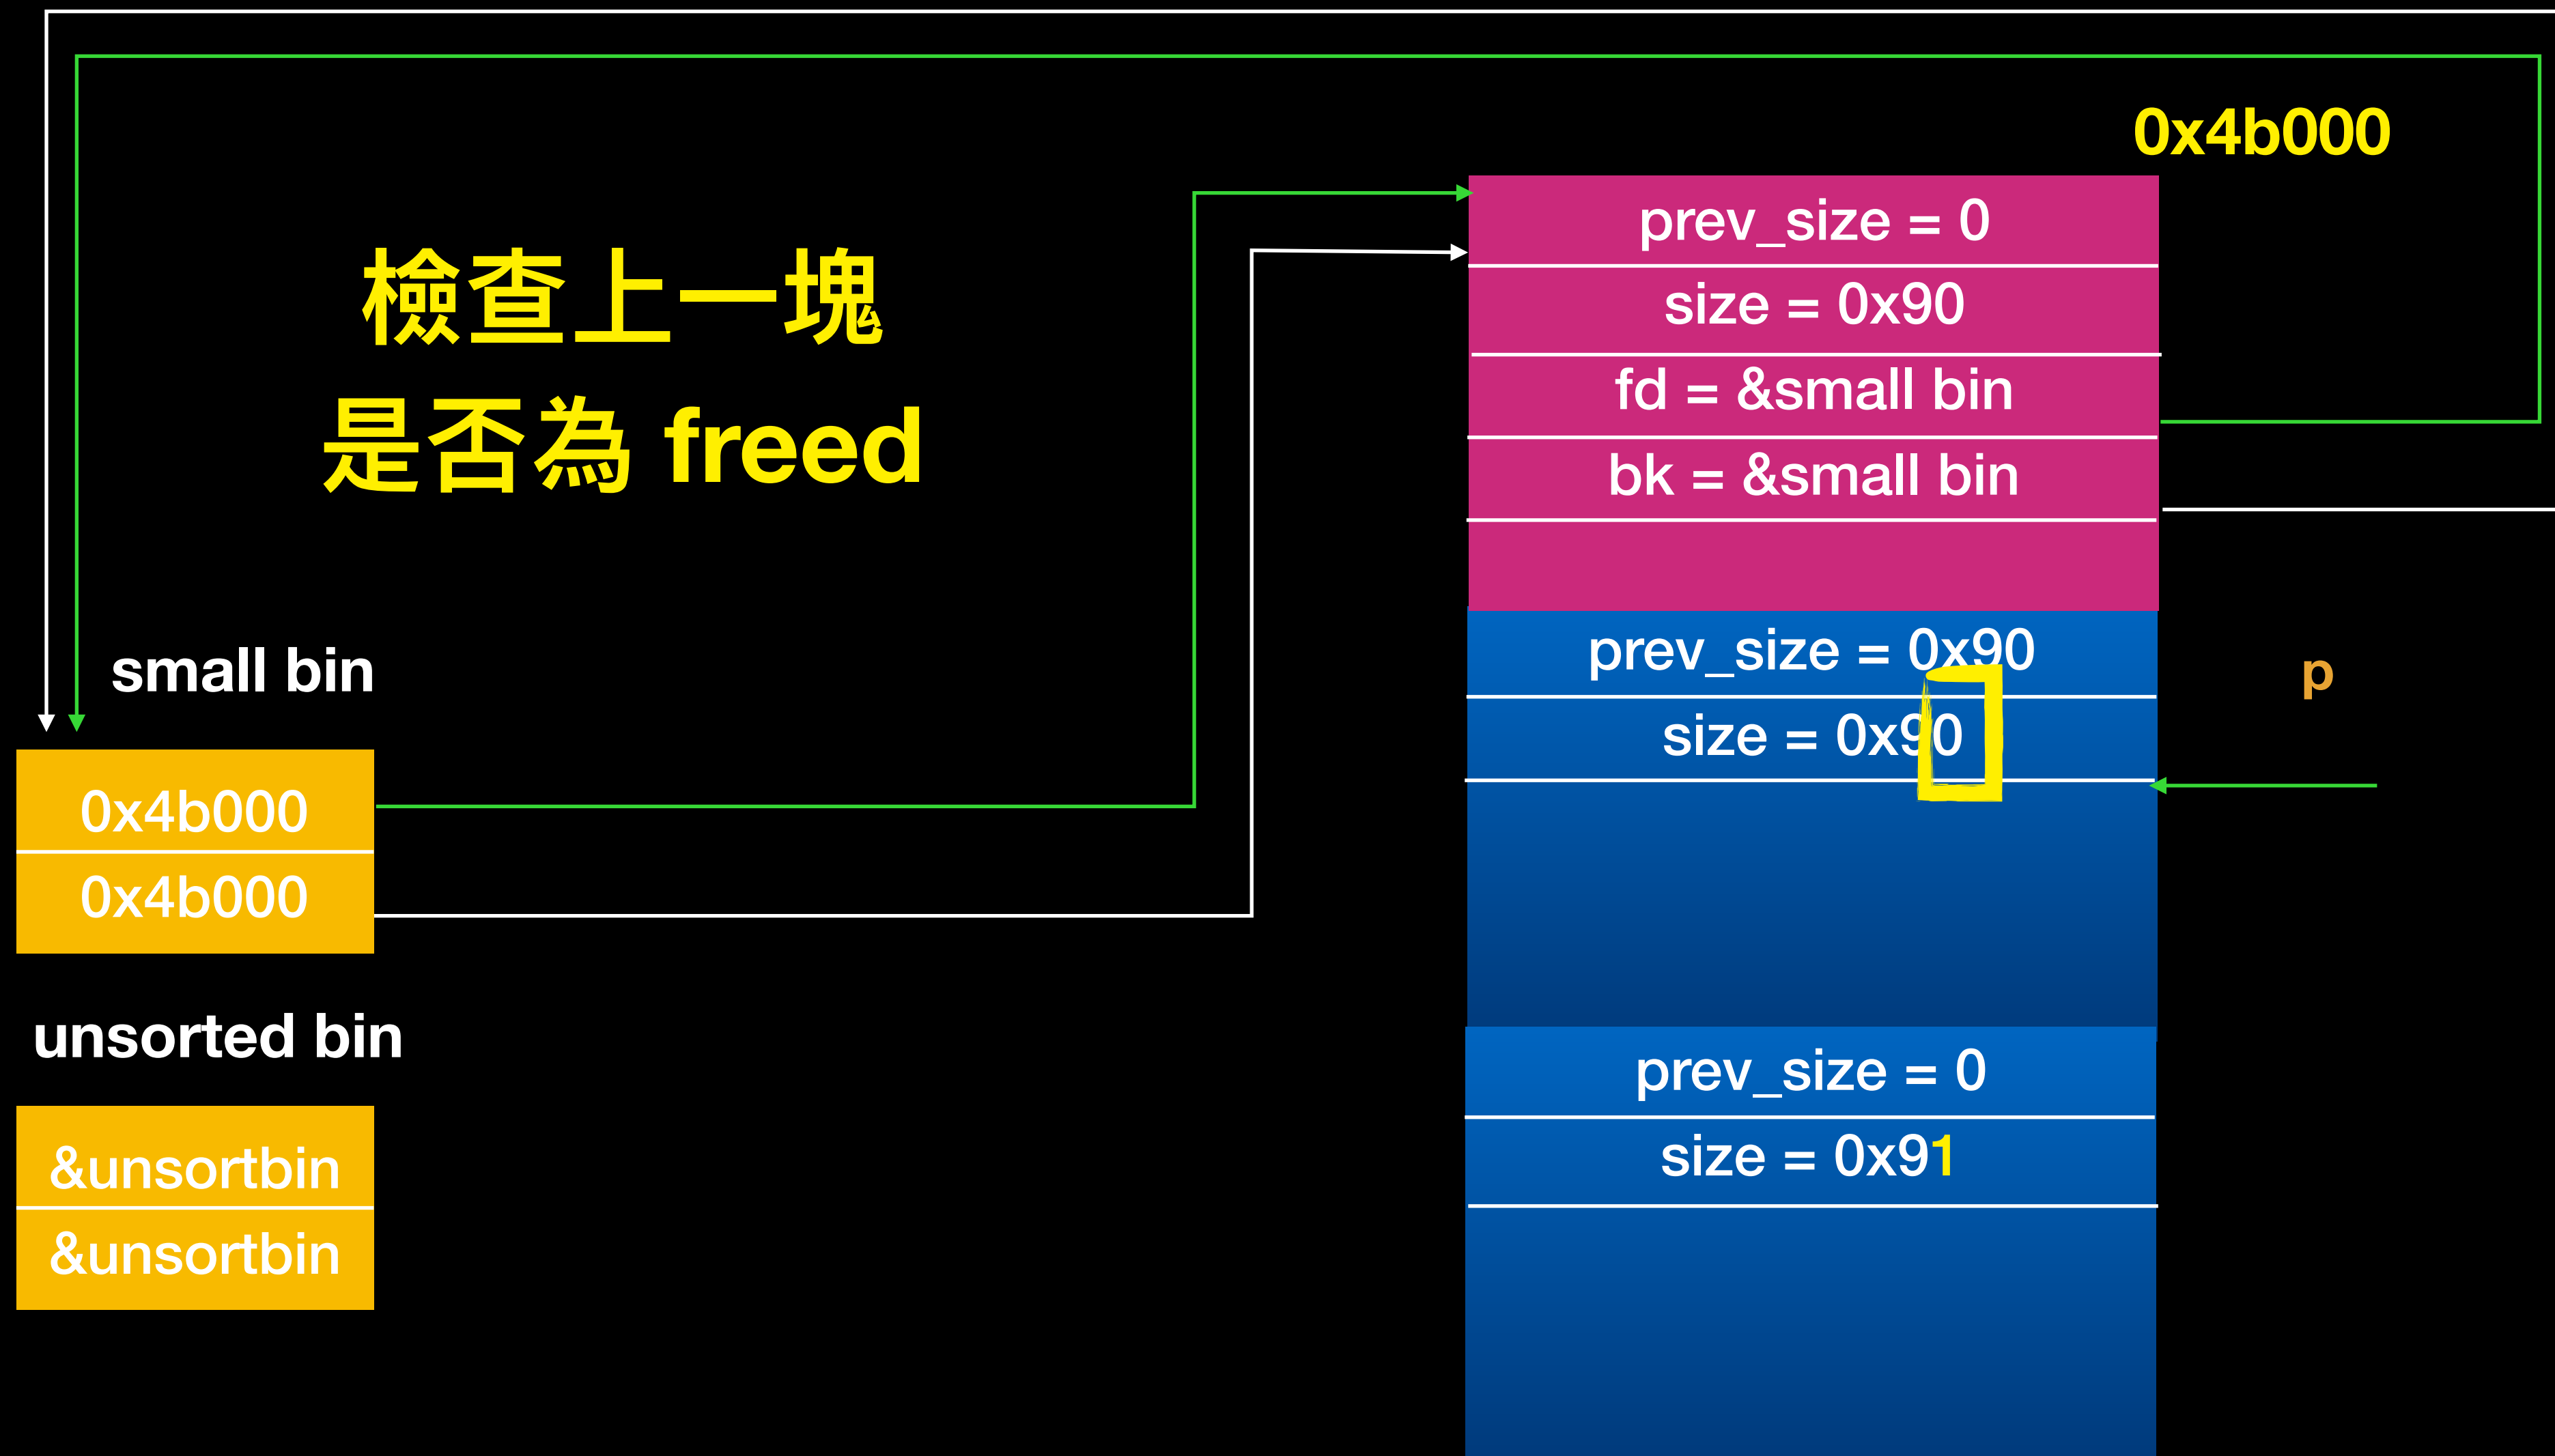 0x4b000
檢查上一塊
是否為 freed
prev_size = 0
size = 0x90
fd = &small bin
bk = &small bin
small bin
0x4b000
0x4b000
prev_size = 0x90
size = 0x90
p
unsorted bin
&unsortbin
&unsortbin
prev_size = 0
size = 0x91